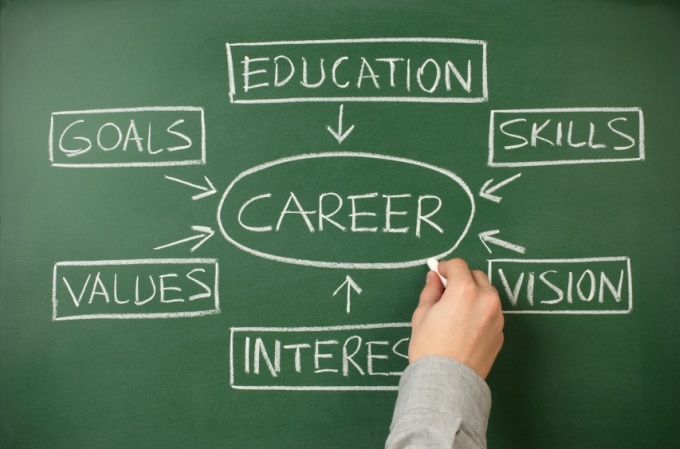 EDUCATION
GOALS
SKILLS
CAREER
VALUES
VISION
INTERES